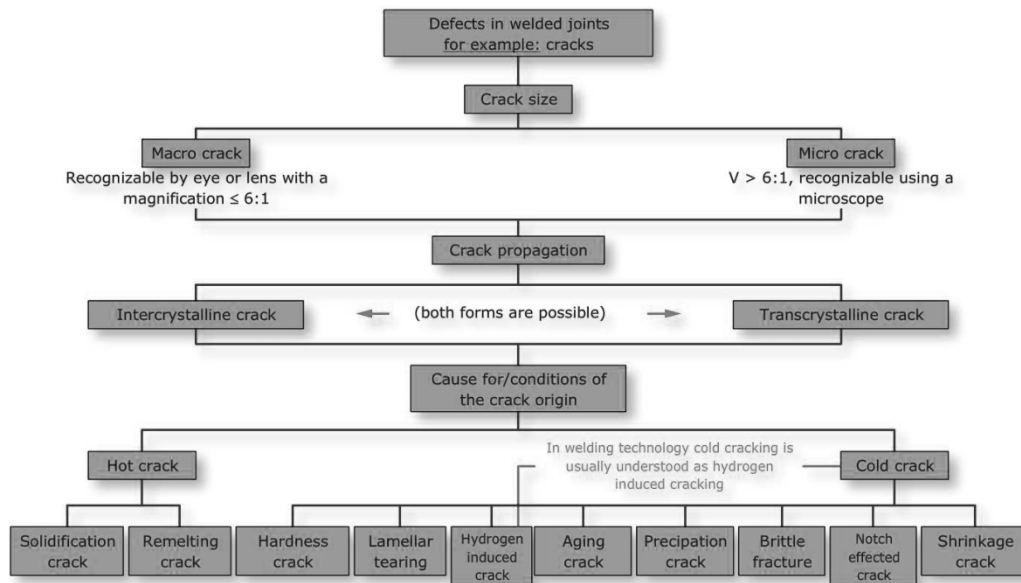 Defects in welded joints
for example: cracks
Crack size
Macro crack
Recognizable by eye or lens with a
magnification ≤ 6:1
Micro crack
V > 6:1, recognizable using a
microscope
Crack propagation
Intercrystalline crack
(both forms are possible)
Transcrystalline crack
Cause for/conditions of
the crack origin
Hot crack
In welding technology cold cracking is
usually understood as hydrogen
induced cracking
Cold crack
Solidification
crack
Remelting
crack
Hardness
crack
Lamellar
tearing
Hydrogen
induced
crack
Aging
crack
Precipation
crack
Brittle
fracture
Notch
effected
crack
Shrinkage
crack